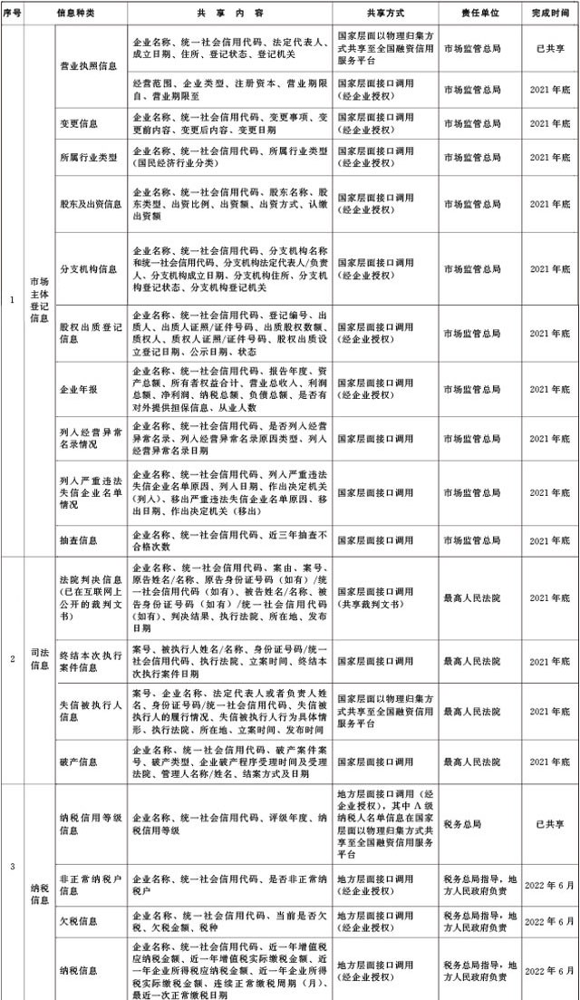 序号
信息种类
共享内容
共享方式
责任单位
完成时间
1
市场
主体
登记
信息
营业执照信息
企业名称、统一社会信用代码、法定代表人、
成立日期、住所、登记状态、登记机关
国家层面以物理归集方
式共享至全国融资信用
服务平台
市场监管总局
已共享
经营范围、企业类型、注册资本、营业期限
自、营业期限至
国家层面接口调用
(经企业授权)
市场监管总局
2021年底
变更信息
企业名称、统一社会信用代码、变更事项、变
更前内容、变更后内容、变更日期
国家层面接口调用
(经企业授权)
市场监管总局
2021年底
所属行业类型
企业名称、统一社会信用代码、所属行业类型
(国民经济行业分类)
国家层面接口调用
(经企业授权)
市场监管总局
2021年底
股东及出资信息
企业名称、统一社会信用代码、股东名称、股
东类型、出资比例、出资额、出资方式、认缴
出资额
国家层面接口调用
(经企业授权)
市场监管总局
2021年底
分支机构信息
企业名称、统一社会信用代码、分支机构名称
和统一社会信用代码、分支机构法定代表人/负责
人、分支机构成立日期、分支机构住所、分支机
构登记状态、分支机构登记机关
国家层面接口调用
(经企业授权)
市场监管总局
2021年底
股权出质登记
信息
企业名称、统一社会信用代码、登记编号、出
质人、出质人证照/证件号码、出质股权数额、
质权人、质权人证照/证件号码、股权出质设
立登记日期、公示日期、状态
国家层面接口调用
(经企业授权)
市场监管总局
2021年底
企业年报
企业名称、统一社会信用代码、报告年度、资
产总额、所有者权益合计、营业总收入、利润
总额、净利润、纳税总额、负债总额、是否有
对外提供担保信息、从业人数
国家层面接口调用
(经企业授权)
市场监管总局
2021年底
列入经营异常
名录情况
企业名称、统一社会信用代码、是否列入经营
异常名录、列入经营异常名录原因类型、列入
经营异常名录日期
国家层面接口调用
市场监管总局
2021年底
列入严重违法
失信企业名单
情况
企业名称、统一社会信用代码、列入严重违法
失信企业名单原因、列入日期、作出决定机关
(列入)、移出严重违法失信企业名单原因、移
出日期、作出决定机关(移出)
国家层面接口调用
市场监管总局
2021年底
抽查信息
企业名称、统一社会信用代码、近三年抽查不
合格次数
国家层面接口调用
市场监管总局
2021年底
2
司法
信息
法院判决信息
(已在互联网上
公开的裁判文
书)
企业名称、统一社会信用代码、案由、案号、
原告姓名/名称、原告身份证号码(如有)/统
一社会信用代码(如有)、被告姓名/名称、被
告身份证号码(如有)/统一社会信用代码
(如有)、判决结果、执行法院、所在地、发布
日期
国家层面接口调用
(共享裁判文书)
最高人民法院
2021年底
终结本次执行
案件信息
案号、被执行人姓名/名称、身份证号码/统一
社会信用代码、执行法院、立案时间、终结本
次执行案件日期
国家层面接口调用
最高人民法院
2021年底
失信被执行人
信息
案号、企业名称、法定代表人或者负责人姓
名、身份证号码/统一社会信用代码、失信被
执行人的履行情况、失信被执行人行为具体情
形、执行法院、所在地、立案时间、发布时间
国家层面以物理归集方
式共享至全国融资信用
服务平台
最高人民法院
2021年底
破产信息
企业名称、统一社会信用代码、破产案件案
号、破产类型、企业破产程序受理时间及受理
法院、管理人名称/姓名、结案方式及日期
国家层面接口调用
最高人民法院
2021年底
3
纳税
信息
纳税信用等级
信息
企业名称、统一社会信用代码、评级年度、纳
税信用等级
地方层面接口调用(经
企业授权),其中A级
纳税人名单信息在国家
层面以物理归集方式共
享至全国融资信用服务
平台
税务总局
已共享
非正常纳税户
信息
企业名称、统一社会信用代码、是否非正常纳
税户
地方层面接口调用
(经企业授权)
税务总局指导,地
方人民政府负责
2022年6月
欠税信息
企业名称、统一社会信用代码、当前是否欠
税、欠税金额、税种
地方层面接口调用
(经企业授权)
税务总局指导,地
方人民政府负责
2022年6月
纳税信息
企业名称、统一社会信用代码、近一年增值税
应纳税金额、近一年增值税实际缴税金额、近
一年企业所得税应纳税金额、近一年企业所得
税实际缴税金额、连续正常缴税周期(月)、
最近一次正常缴税日期
地方层面接口调用
(经企业授权)
税务总局指导,地
方人民政府负责
2022年6月